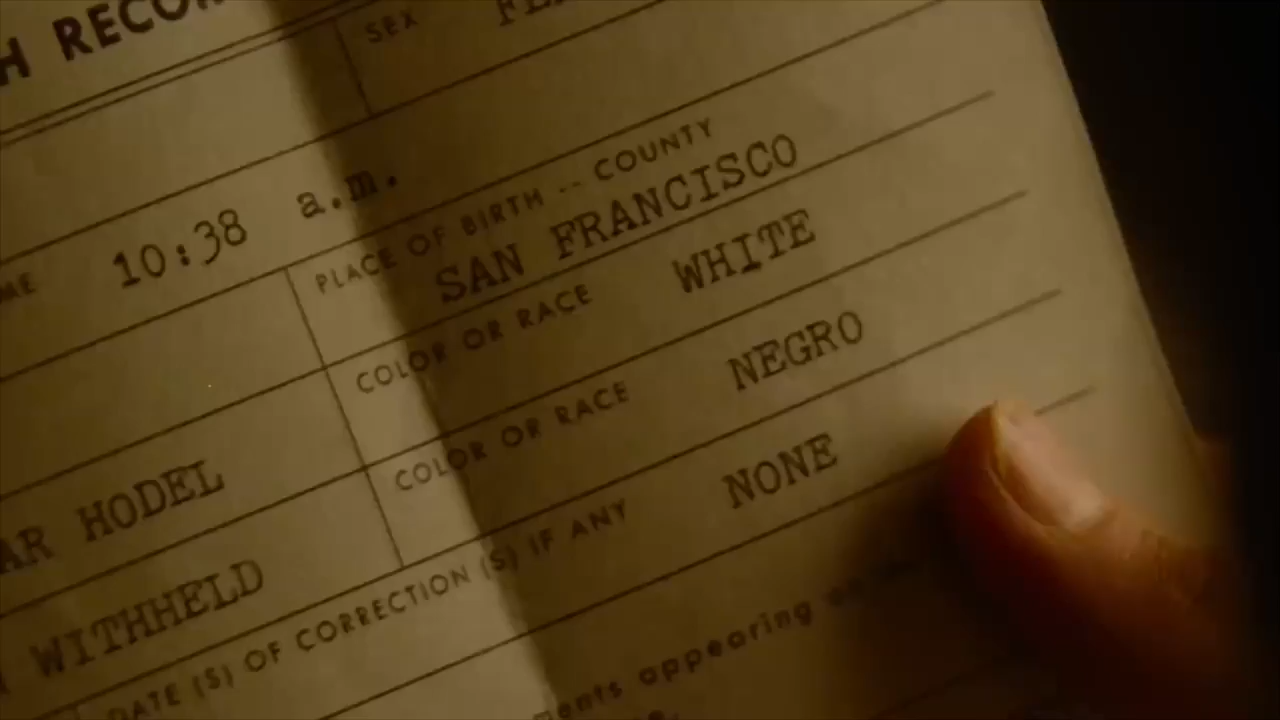 H RECOR
SEX
10:38 a.m.
PLACE OF BIRTH -- COUNTY
SAN FRANCISCO
COLOR OR RACE WHITE
AR HODEL
COLOR OR RACE NEGRO
WITHHELD
DATE (S) OF CORRECTION (S) IF ANY NONE
ents appearing